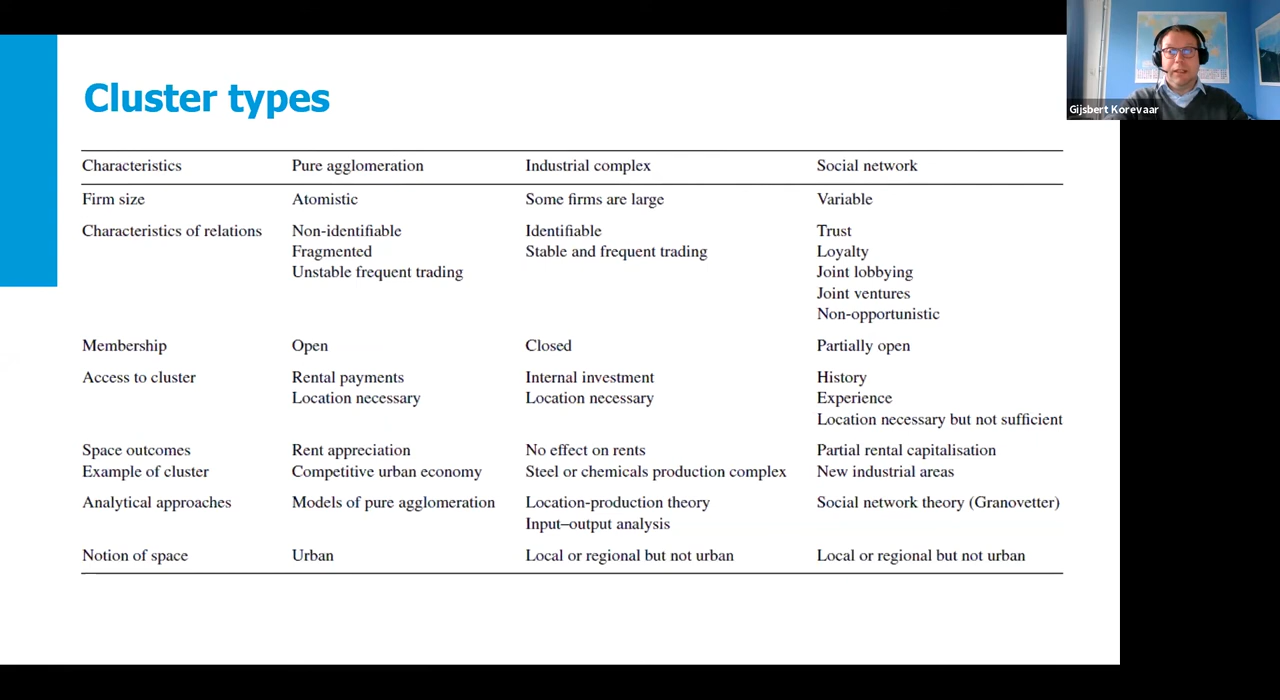 Cluster types
Gijsbert Korevaar
Characteristics Pure agglomeration Industrial complex Social network
Firm size Atomistic Some firms are large Variable
Characteristics of relations Non-identifiable Identifiable Trust
Fragmented Stable and frequent trading Loyalty
Unstable frequent trading Joint lobbying
Joint ventures
Non-opportunistic
Membership Open Closed Partially open
Access to cluster Rental payments Internal investment History
Location necessary Location necessary Experience
Location necessary but not sufficient
Space outcomes Rent appreciation No effect on rents Partial rental capitalisation
Example of cluster Competitive urban economy Steel or chemicals production complex New industrial areas
Analytical approaches Models of pure agglomeration Location-production theory Social network theory (Granovetter)
Input–output analysis
Notion of space Urban Local or regional but not urban Local or regional but not urban